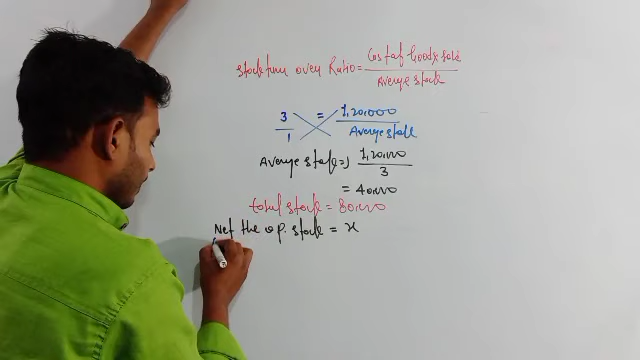 Stock turn over Ratio = Cost of Goods Sold
Average stock
3 = 1,20,000
1 Average stock
Average stock = 1,20,000
3
= 40,000
total stock = 80,000
Let the op. stock = x